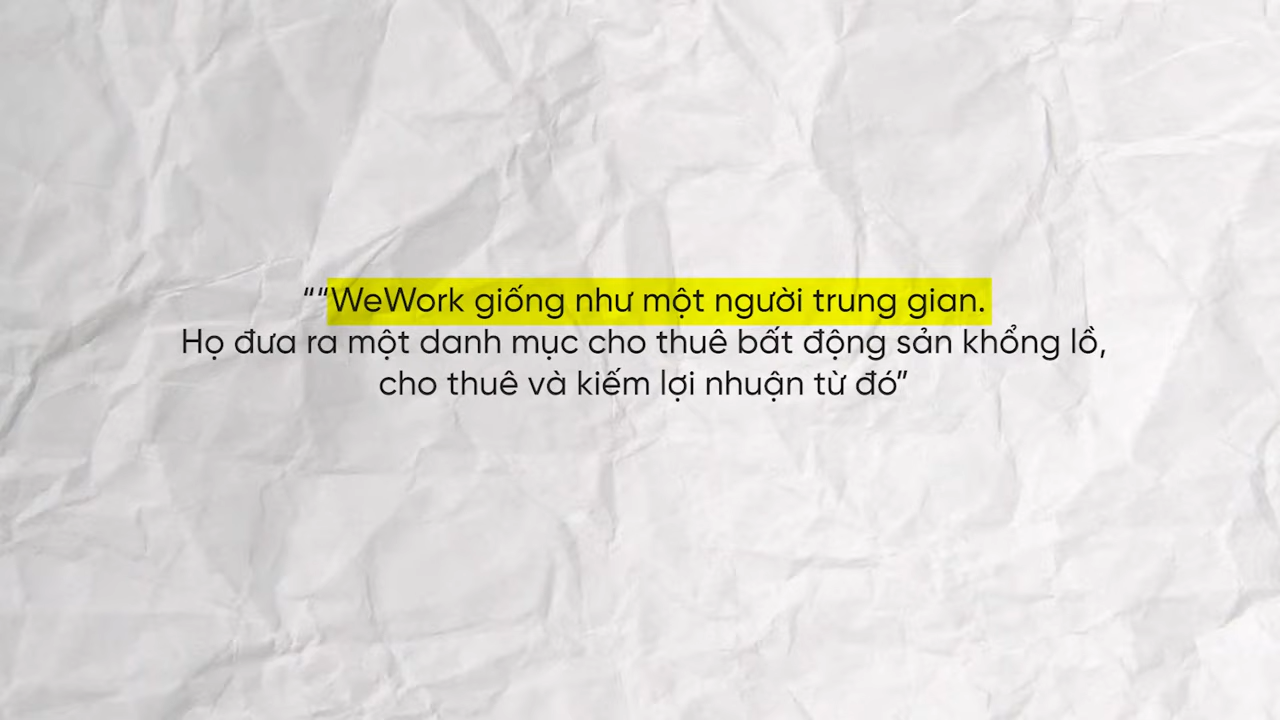 ““WeWork giống như một người trung gian.
Họ đưa ra một danh mục cho thuê bất động sản khổng lồ,
cho thuê và kiếm lợi nhuận từ đó”